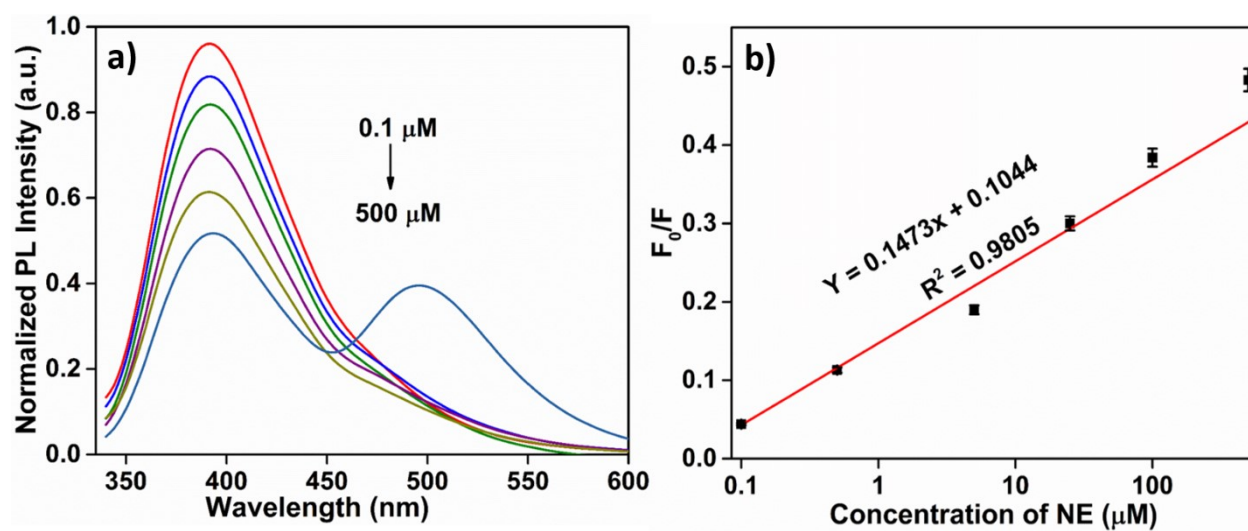 a)
Normalized PL Intensity (a.u.)
1.0
0.8
0.6
0.4
0.2
0.0
0.1 μM
500 μM
350 400 450 500 550 600
Wavelength (nm)
b)
F₀/F
0.5
0.4
0.3
0.2
0.1
0.0
Y = 0.1473x + 0.1044
R² = 0.9805
0.1 1 10 100
Concentration of NE (μM)